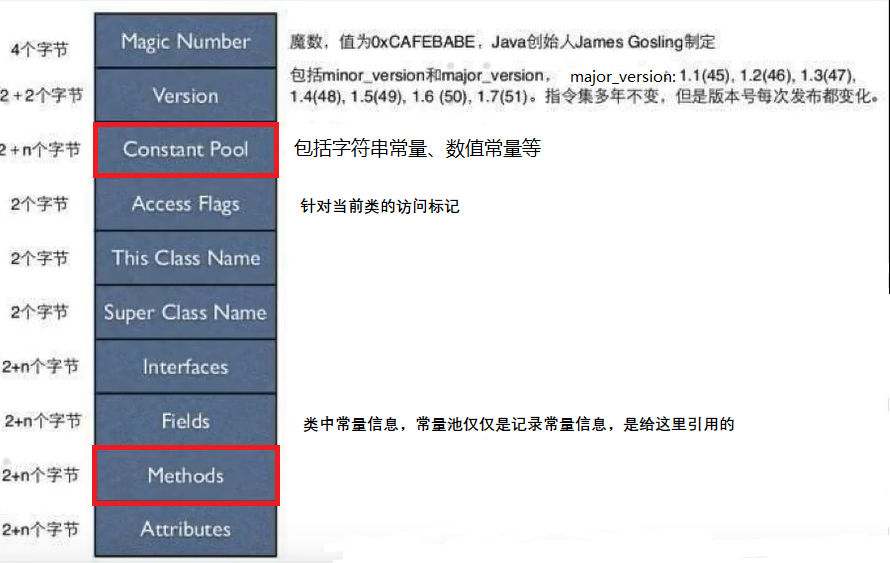 4个字节 Magic Number 魔数，值为0xCAFEBABE，Java创始人James Gosling制定
2+2个字节 Version 包括minor_version和major_version， major_version: 1.1(45), 1.2(46), 1.3(47),
1.4(48), 1.5(49), 1.6 (50), 1.7(51)。指令集多年不变，但是版本号每次发布都变化。
2+n个字节 Constant Pool 包括字符串常量、数值常量等
2个字节 Access Flags 针对当前类的访问标记
2个字节 This Class Name
2个字节 Super Class Name
2+n个字节 Interfaces
2+n个字节 Fields 类中常量信息，常量池仅仅是记录常量信息，是给这里引用的
2+n个字节 Methods
2+n个字节 Attributes